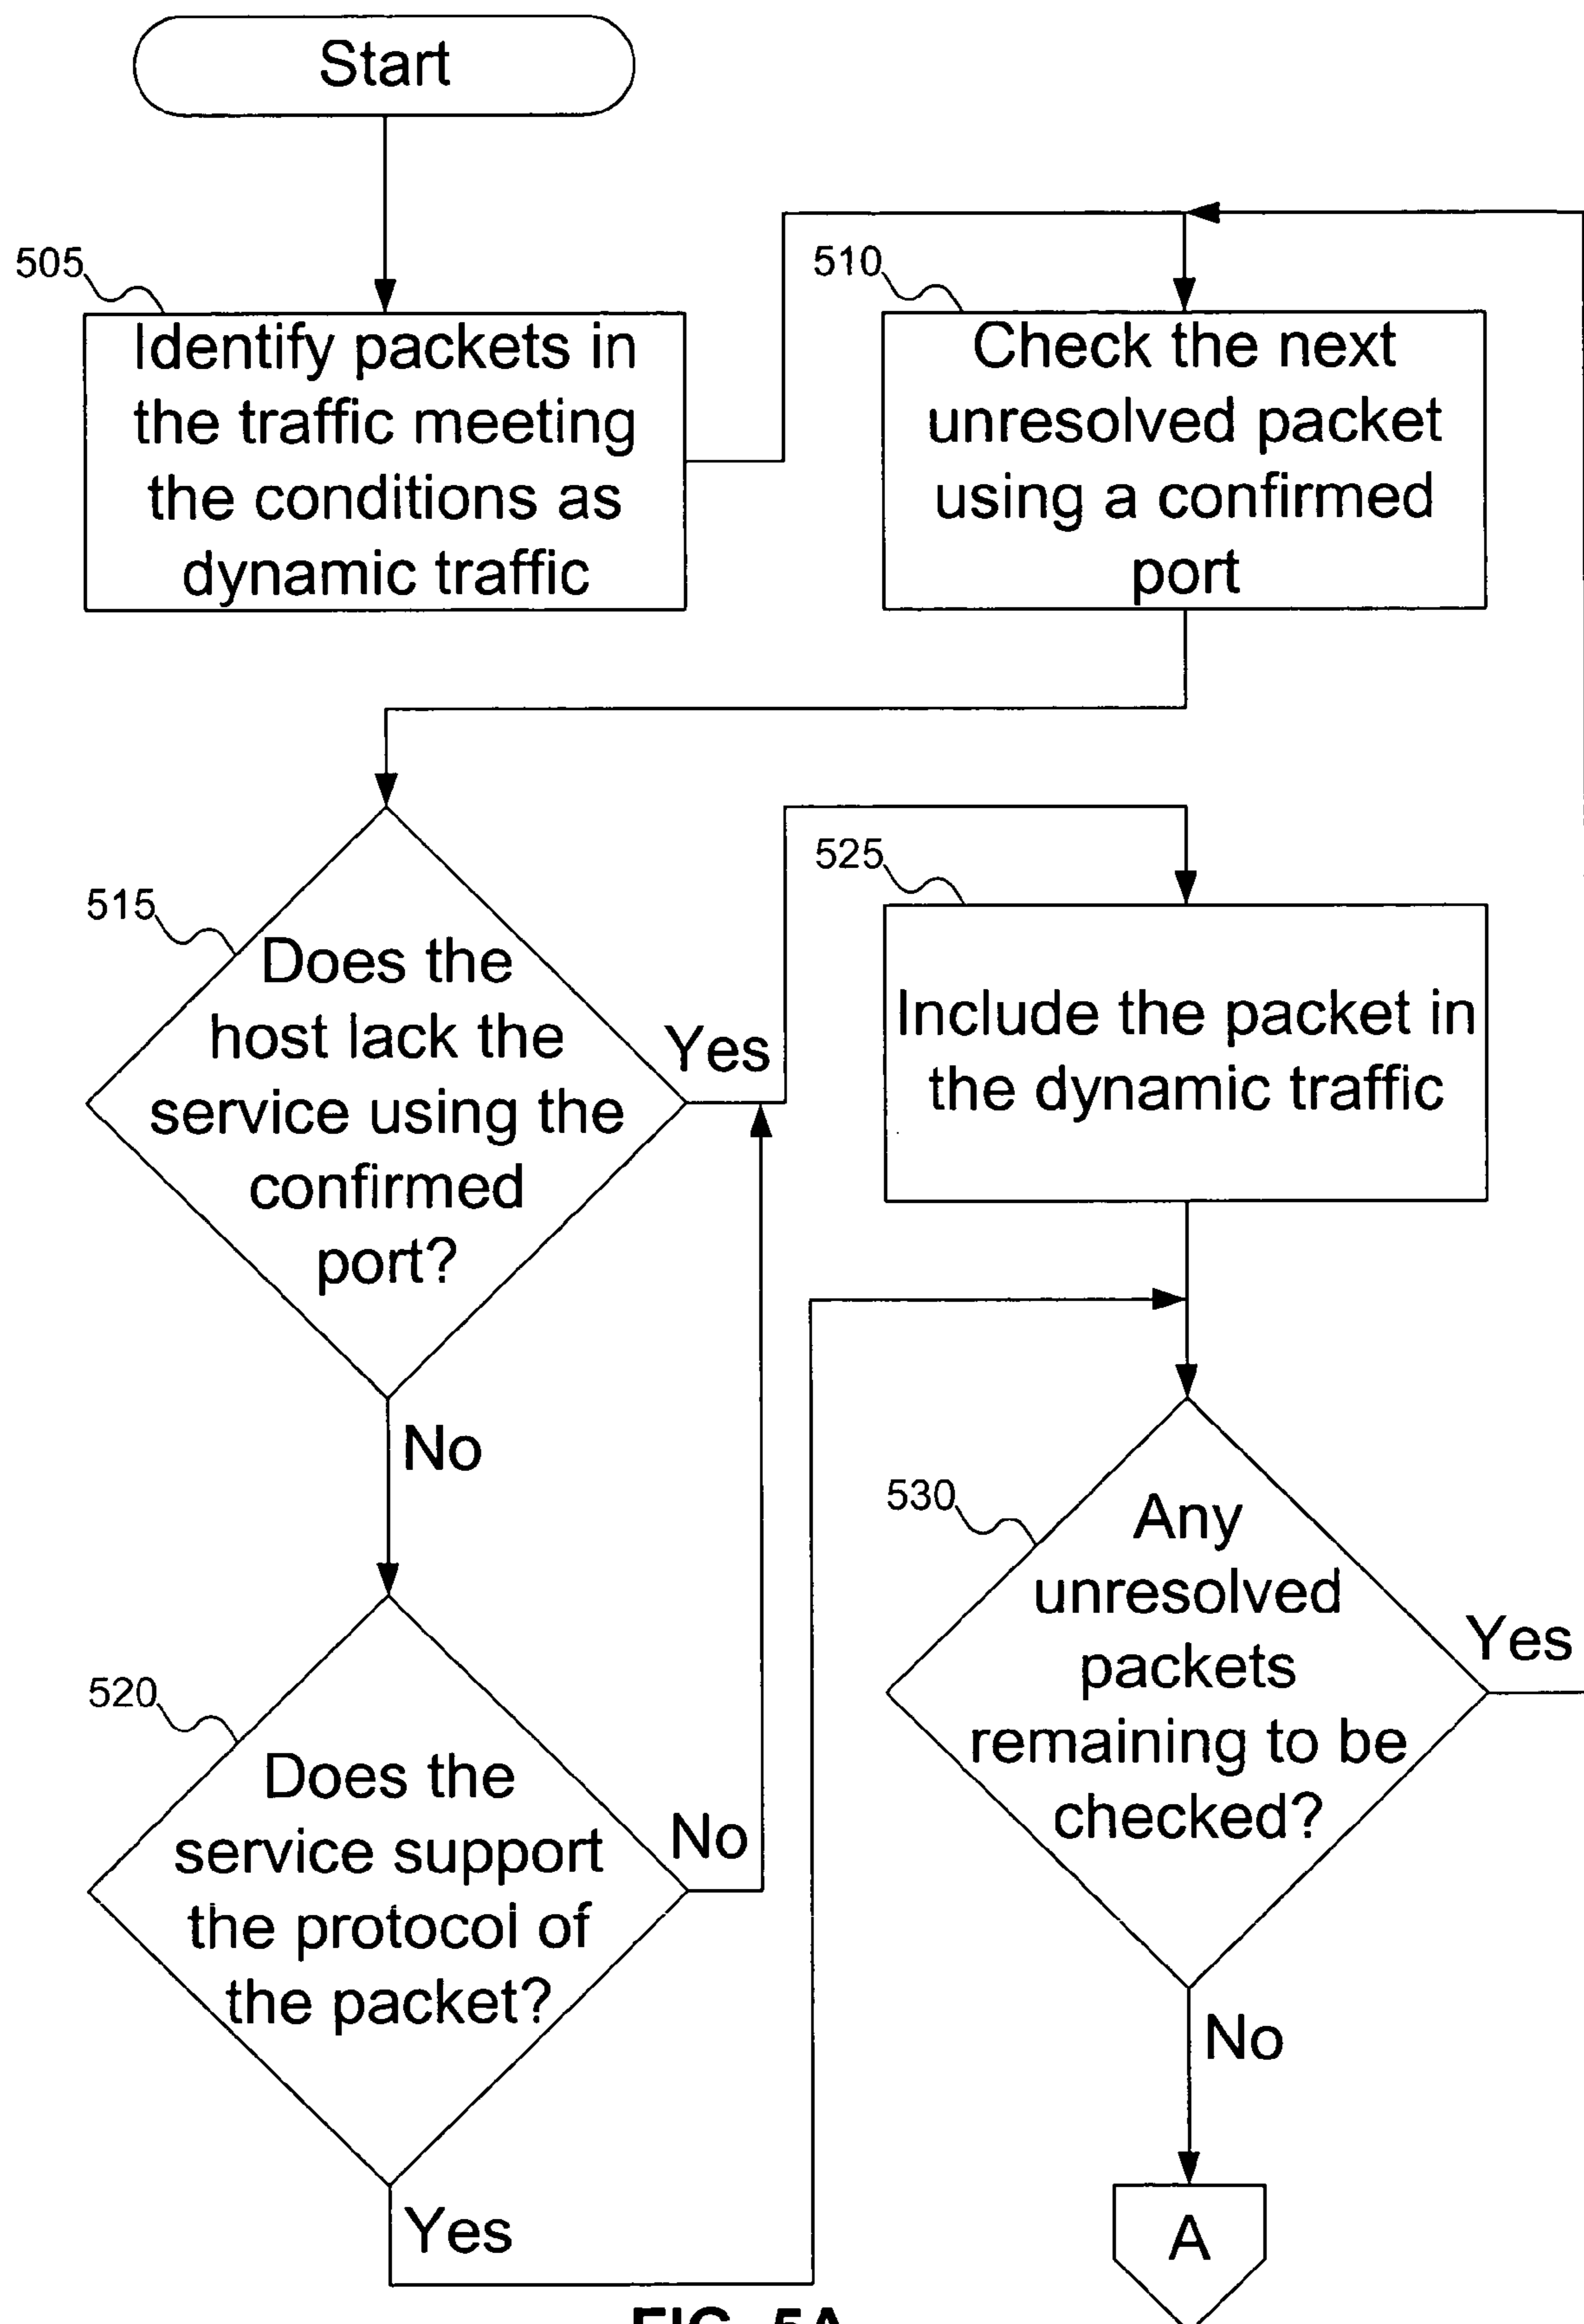 Start
505
Identify packets in
the traffic meeting
the conditions as
dynamic traffic
510
Check the next
unresolved packet
using a confirmed
port
515
Does the
host lack the
service using the
confirmed
port?
Yes
No
525
Include the packet in
the dynamic traffic
520
Does the
service support
the protocol of
the packet?
No
Yes
530
Any
unresolved
packets
remaining to be
checked?
Yes
No
A
FIG. 5A